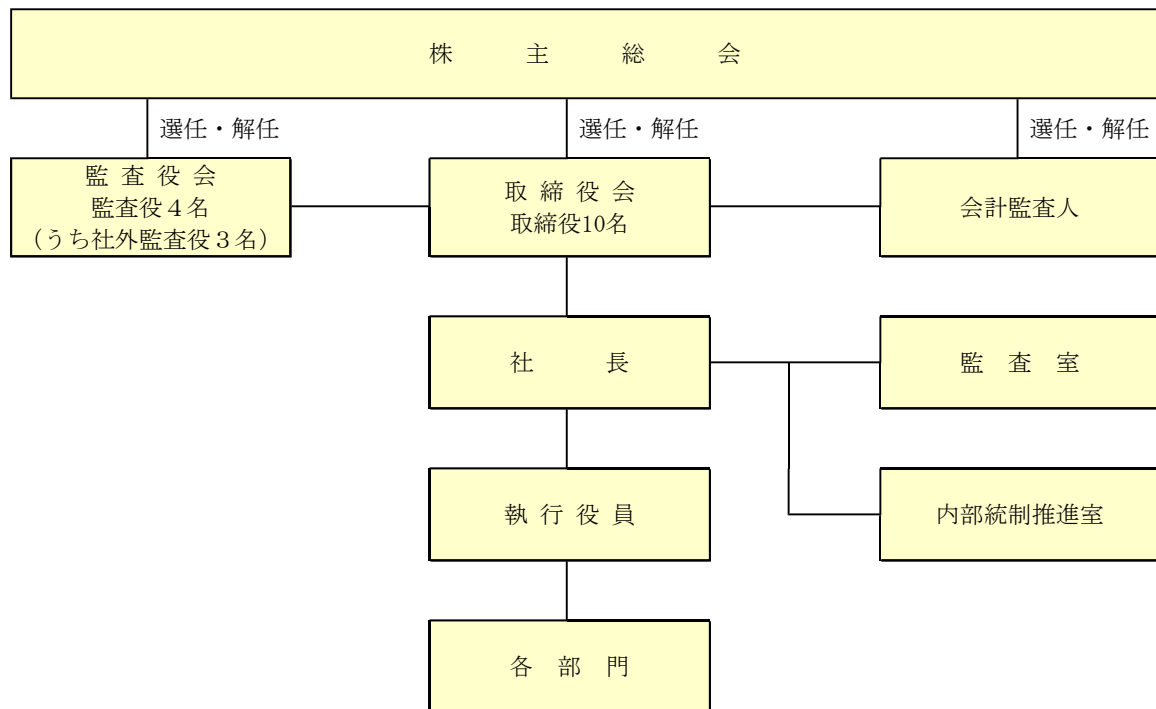 株主総会
選任・解任
選任・解任
選任・解任
監査役会
監査役4名
（うち社外監査役3名）
取締役会
取締役10名
会計監査人
社長
監査室
執行役員
内部統制推進室
各部門